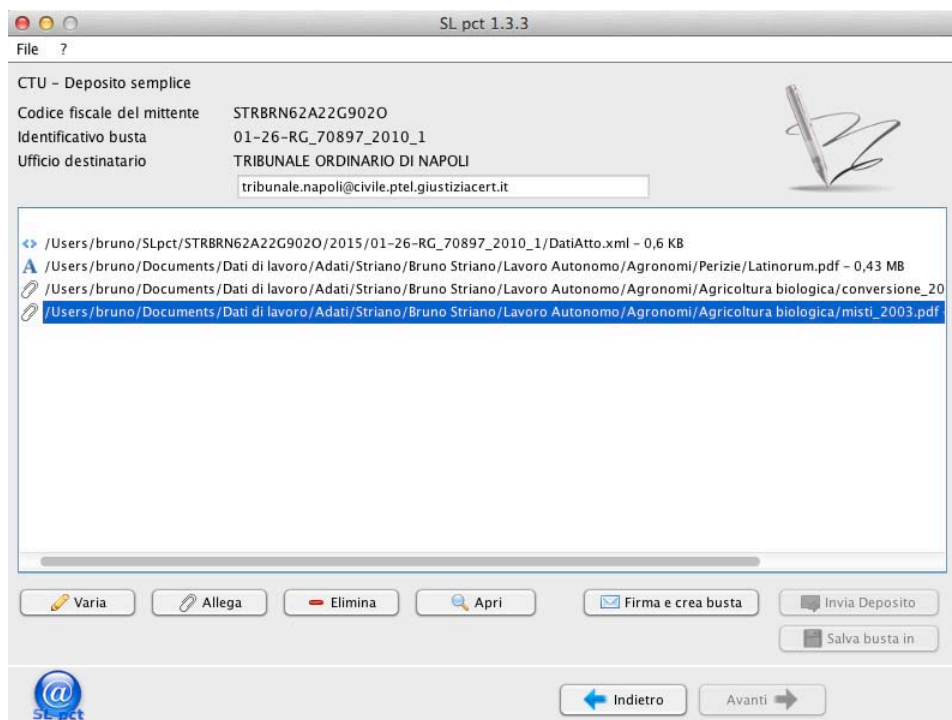 SL pct 1.3.3
File ?
CTU - Deposito semplice
Codice fiscale del mittente STRBRN62A22G902O
Identificativo busta 01-26-RG_70897_2010_1
Ufficio destinatario TRIBUNALE ORDINARIO DI NAPOLI
tribunale.napoli@civile.ptel.giustiziacert.it
/Users/bruno/SLpct/STRBRN62A22G902O/2015/01-26-RG_70897_2010_1/DatiAtto.xml - 0,6 KB
A /Users/bruno/Documents/Dati di lavoro/Adati/Striano/Bruno Striano/Lavoro Autonomo/Agronomi/Perizie/Latinorum.pdf - 0,43 MB
/Users/bruno/Documents/Dati di lavoro/Adati/Striano/Bruno Striano/Lavoro Autonomo/Agronomi/Agricoltura biologica/conversione_20
/Users/bruno/Documents/Dati di lavoro/Adati/Striano/Bruno Striano/Lavoro Autonomo/Agronomi/Agricoltura biologica/misti_2003.pdf -
Varia Allega Elimina Apri Firma e crea busta Invia Deposito
Salva busta in
@
SL pct
Indietro Avanti